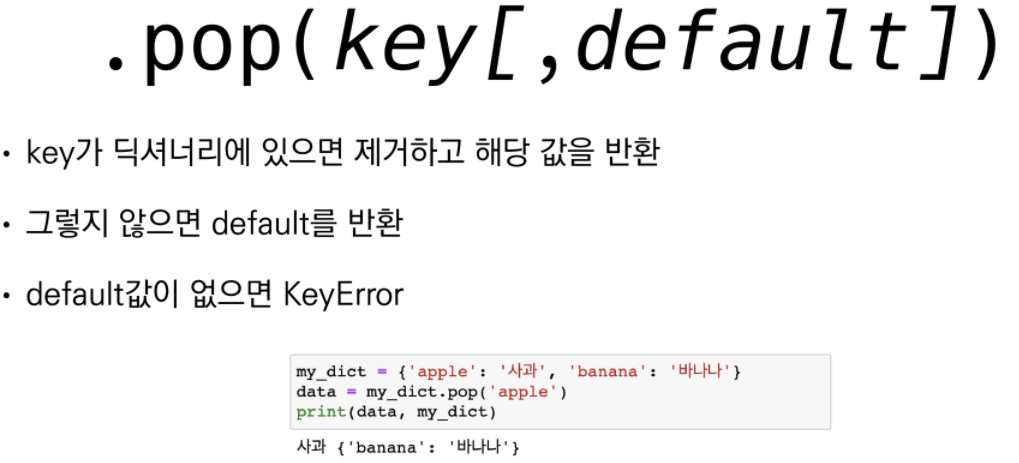 .pop(key[,default])
• key가 딕셔너리에 있으면 제거하고 해당 값을 반환
• 그렇지 않으면 default를 반환
• default값이 없으면 KeyError
my_dict = {'apple': '사과', 'banana': '바나나'}
data = my_dict.pop('apple')
print(data, my_dict)
사과 {'banana': '바나나'}